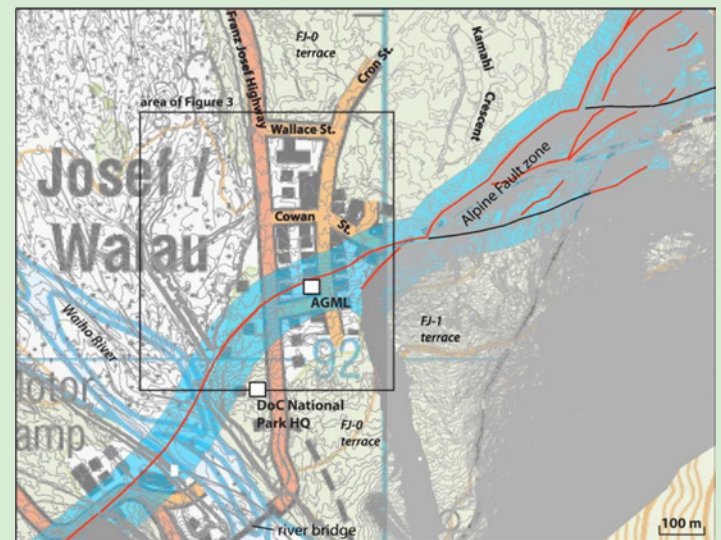 Franz Josef Highway
FJ-0
terrace
Cron St.
Kamahi
Crescent
area of Figure 3
Wallace St.
Alpine Fault zone
Josef /
Waiau
Cowan
St.
Waiho River
AGML
FJ-1
terrace
92
DoC National
Park HQ
FJ-0
terrace
river bridge
100 m